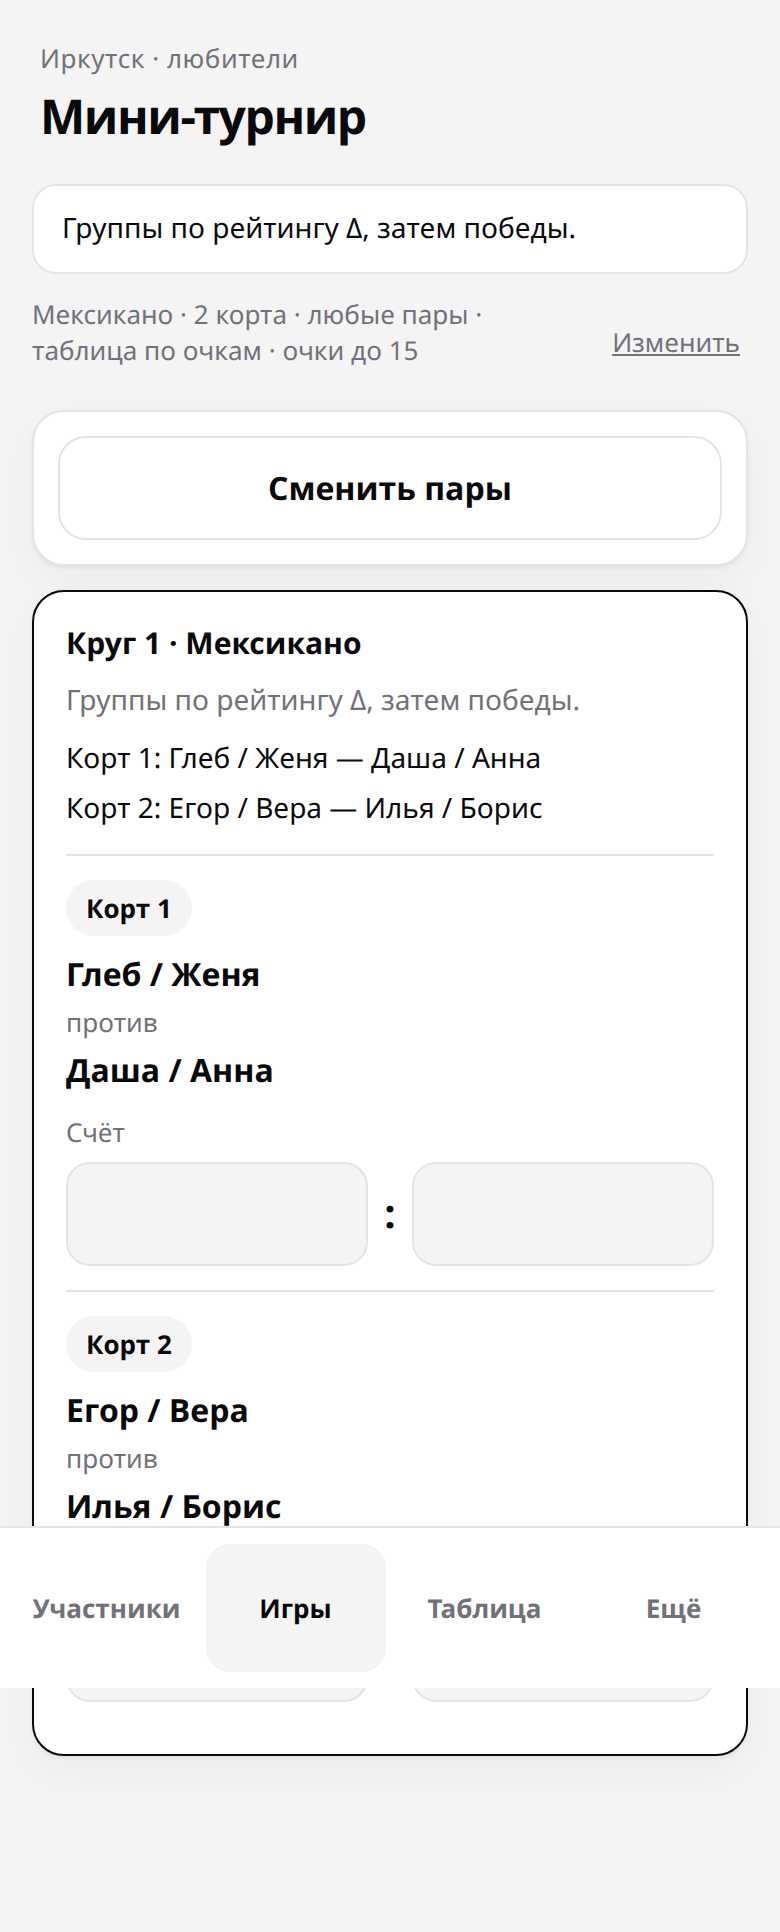 Иркутск · любители
Мини-турнир
Группы по рейтингу Δ, затем победы.
Мексикано · 2 корта · любые пары ·
таблица по очкам · очки до 15
Изменить
Сменить пары
Круг 1 · Мексикано
Группы по рейтингу Δ, затем победы.
Корт 1: Глеб / Женя — Даша / Анна
Корт 2: Егор / Вера — Илья / Борис
Корт 1
Глеб / Женя
против
Даша / Анна
Счёт
:
Корт 2
Егор / Вера
против
Илья / Борис
Участники Игры Таблица Ещё